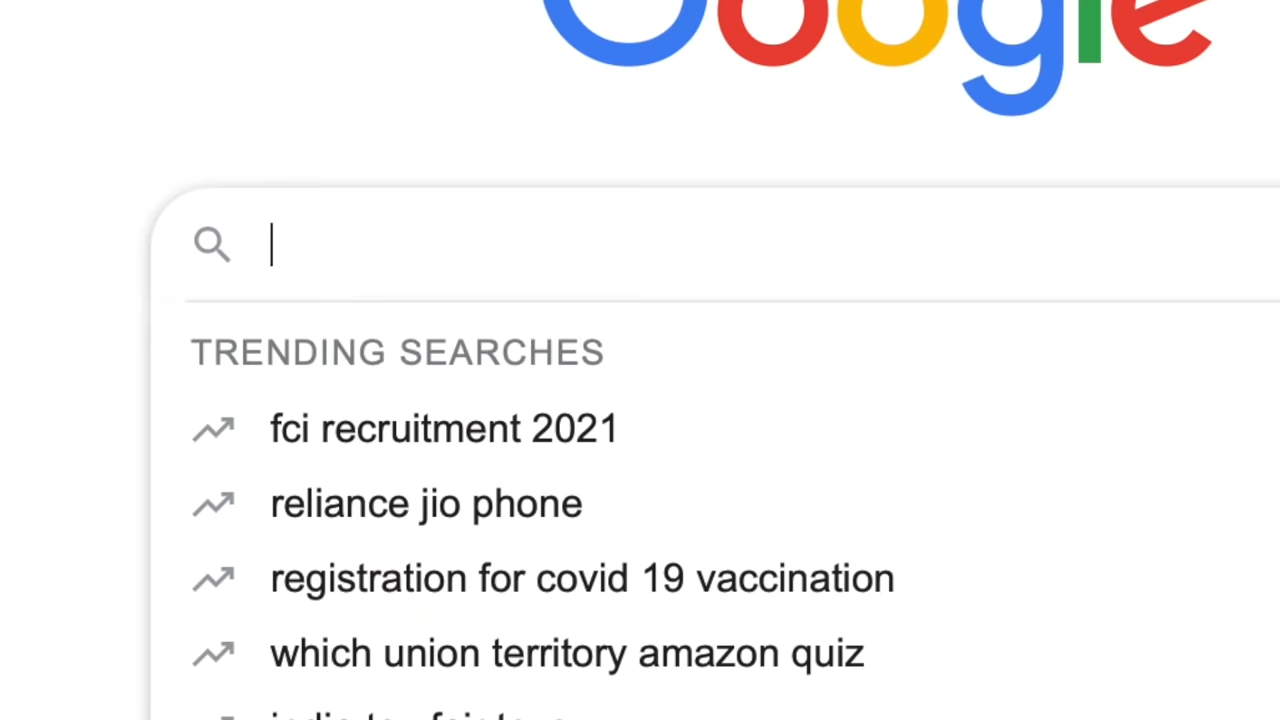 Google
TRENDING SEARCHES
fci recruitment 2021
reliance jio phone
registration for covid 19 vaccination
which union territory amazon quiz